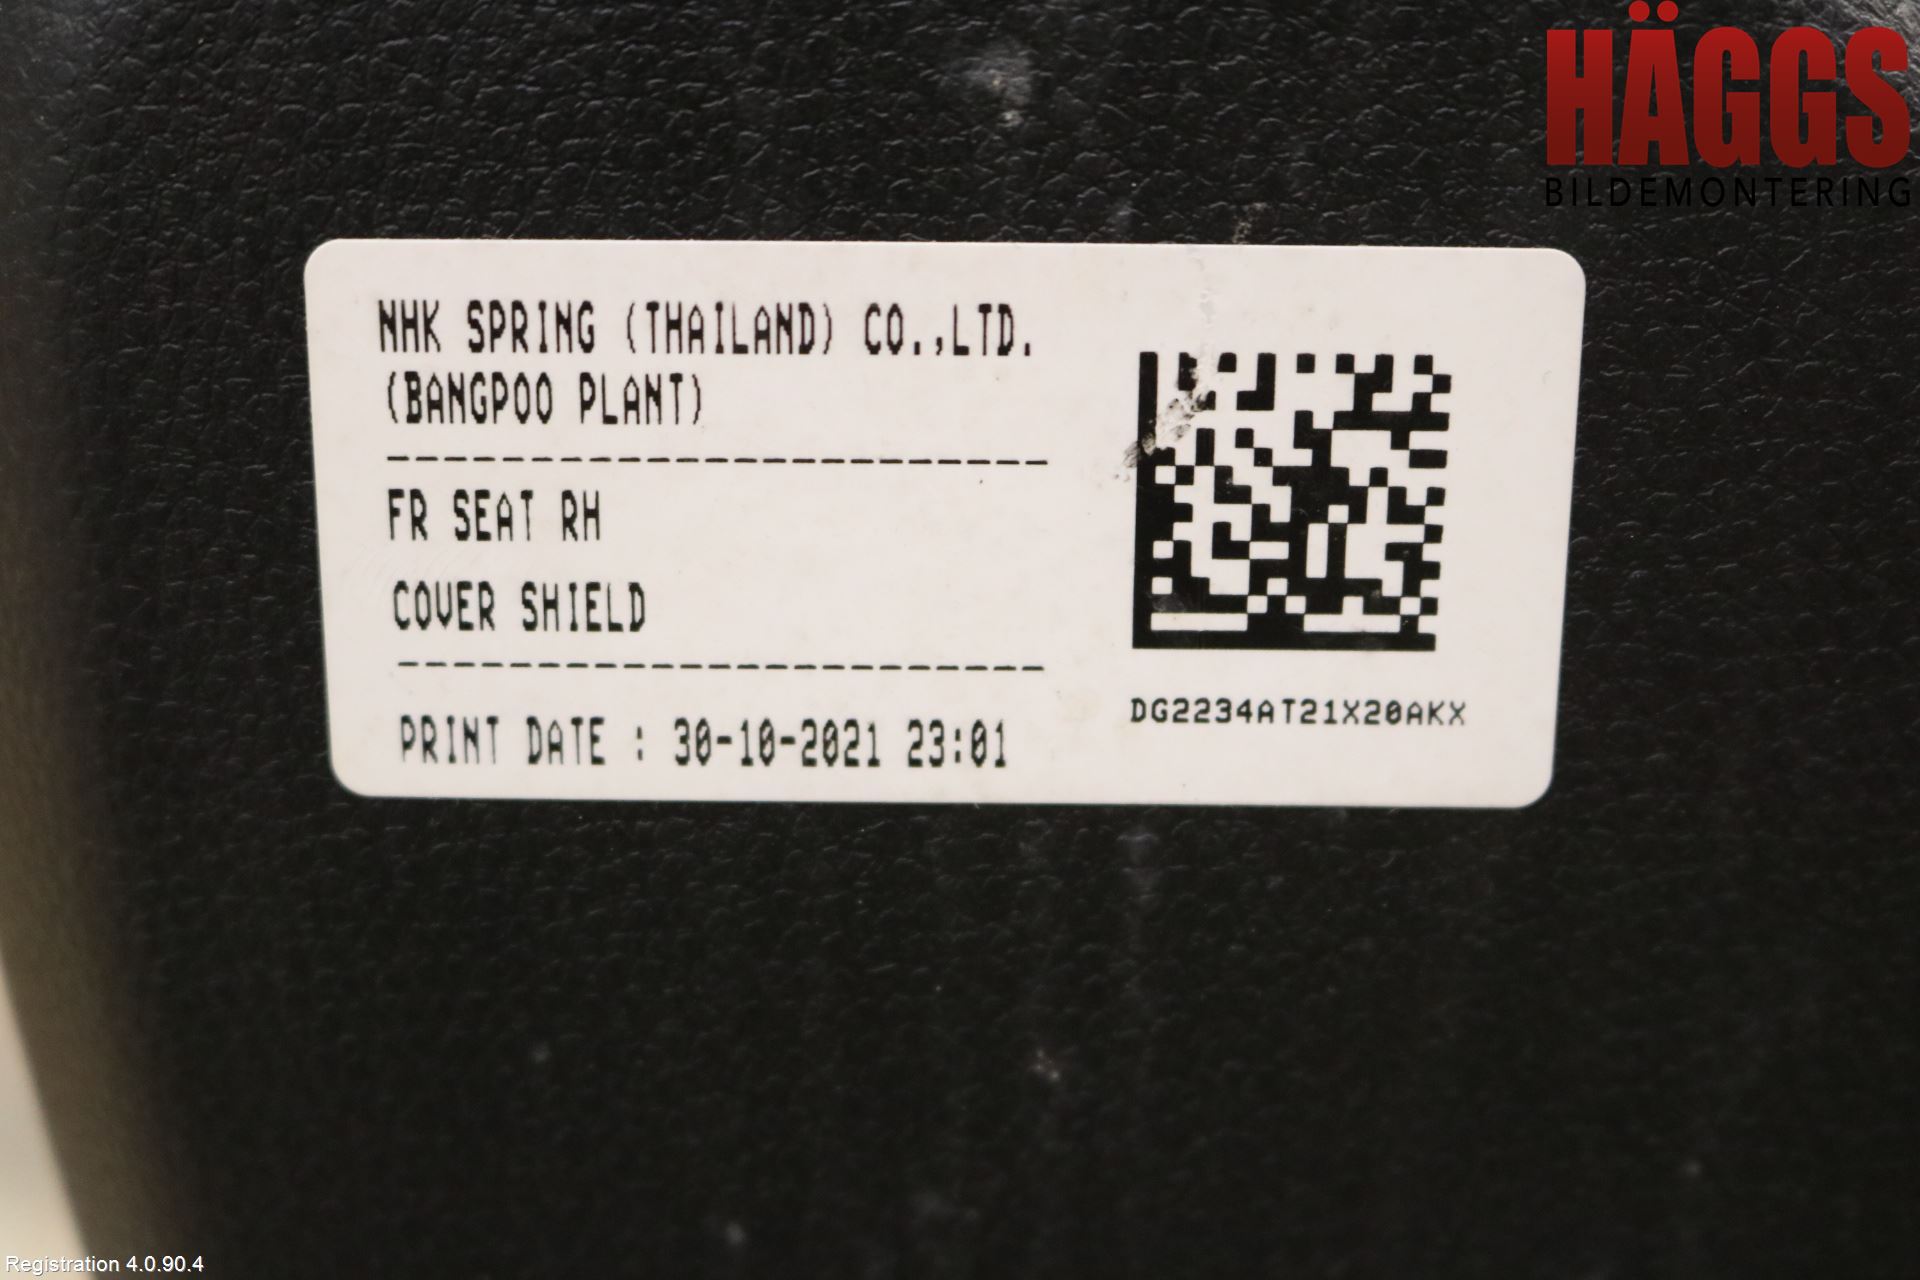 HÄGGS
BILDEMONTERING
NHK SPRING (THAILAND) CO.,LTD.
(BANGPOO PLANT)
------------------------
FR SEAT RH
COVER SHIELD
------------------------
PRINT DATE : 30-10-2021 23:01
DG2234AT21X20AKX
Registration 4.0.90.4